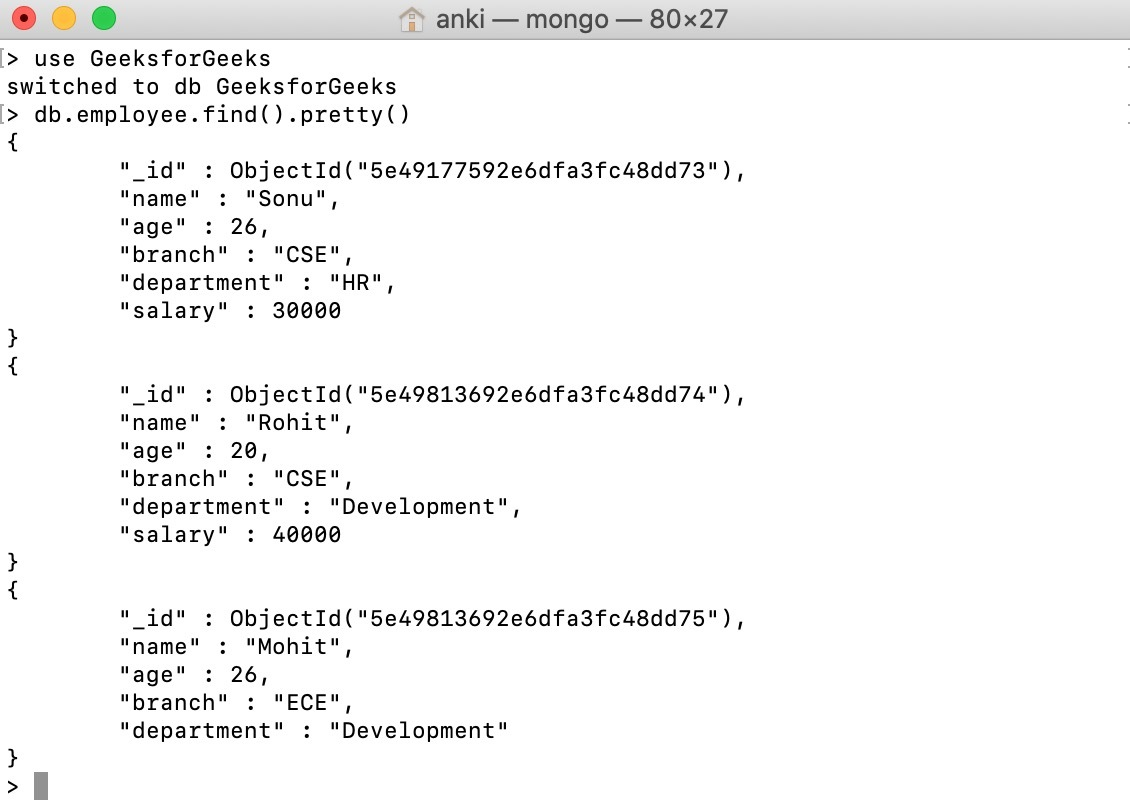 anki — mongo — 80×27
[> use GeeksforGeeks
switched to db GeeksforGeeks
[> db.employee.find().pretty()
{
        "_id" : ObjectId("5e49177592e6dfa3fc48dd73"),
        "name" : "Sonu",
        "age" : 26,
        "branch" : "CSE",
        "department" : "HR",
        "salary" : 30000
}
{
        "_id" : ObjectId("5e49813692e6dfa3fc48dd74"),
        "name" : "Rohit",
        "age" : 20,
        "branch" : "CSE",
        "department" : "Development",
        "salary" : 40000
}
{
        "_id" : ObjectId("5e49813692e6dfa3fc48dd75"),
        "name" : "Mohit",
        "age" : 26,
        "branch" : "ECE",
        "department" : "Development"
}
>